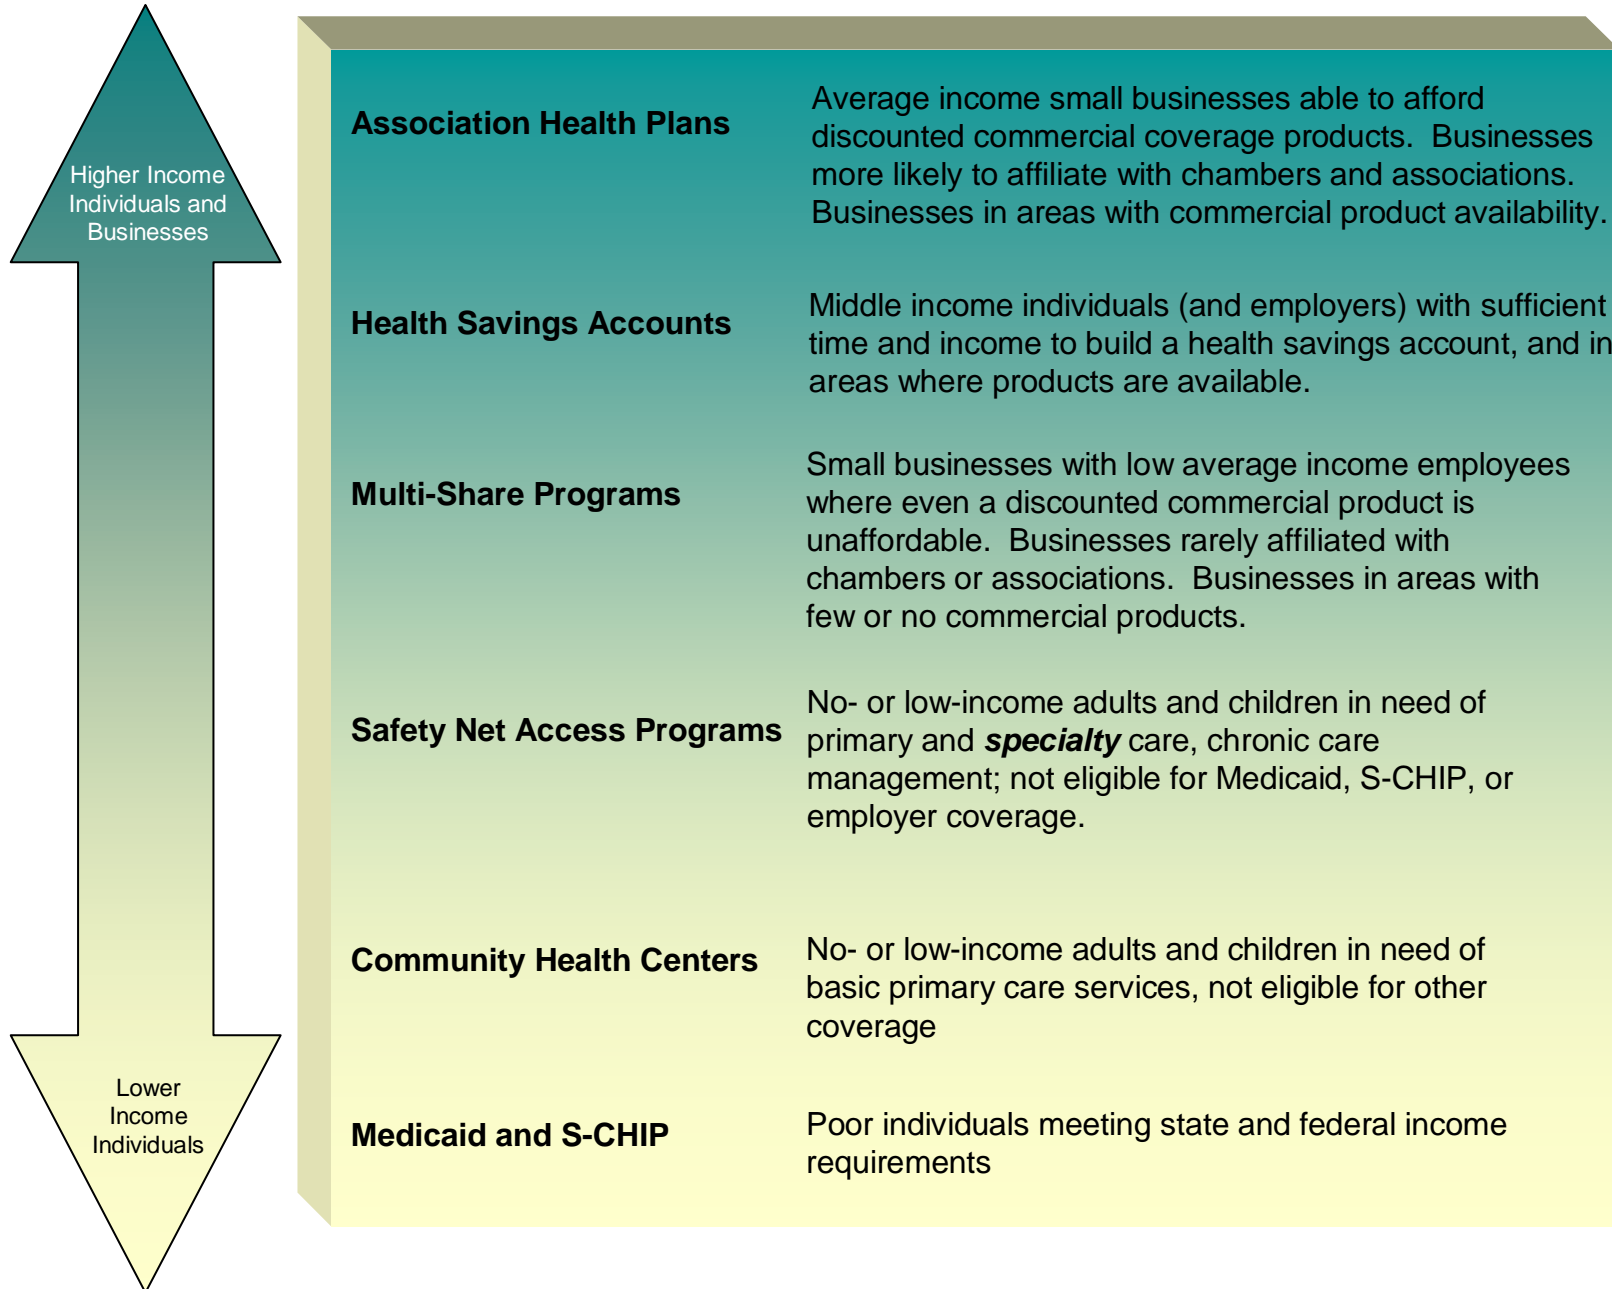 Higher Income
Individuals and
Businesses
Association Health Plans
Average income small businesses able to afford
discounted commercial coverage products.  Businesses
more likely to affiliate with chambers and associations.
Businesses in areas with commercial product availability.
Health Savings Accounts
Middle income individuals (and employers) with sufficient
time and income to build a health savings account, and in
areas where products are available.
Multi-Share Programs
Small businesses with low average income employees
where even a discounted commercial product is
unaffordable.  Businesses rarely affiliated with
chambers or associations.  Businesses in areas with
few or no commercial products.
Safety Net Access Programs
No- or low-income adults and children in need of
primary and specialty care, chronic care
management; not eligible for Medicaid, S-CHIP, or
employer coverage.
Community Health Centers
No- or low-income adults and children in need of
basic primary care services, not eligible for other
coverage
Lower
Income
Individuals
Medicaid and S-CHIP
Poor individuals meeting state and federal income
requirements